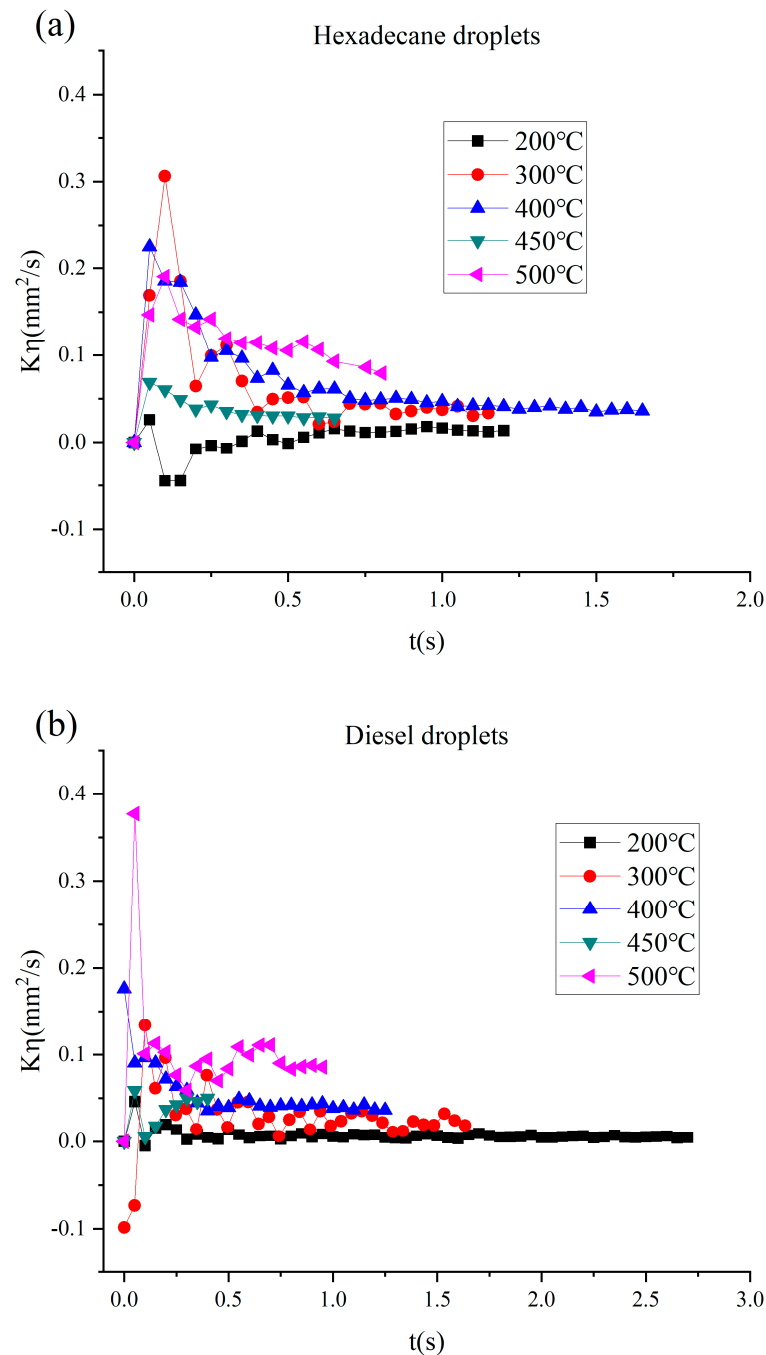 (a)
Hexadecane droplets
0.4
0.3
0.2
0.1
0.0
-0.1
Kη(mm²/s)
200℃
300℃
400℃
450℃
500℃
0.0 0.5 1.0 1.5 2.0
t(s)
(b)
Diesel droplets
0.4
0.3
0.2
0.1
0.0
-0.1
Kη(mm²/s)
200℃
300℃
400℃
450℃
500℃
0.0 0.5 1.0 1.5 2.0 2.5 3.0
t(s)